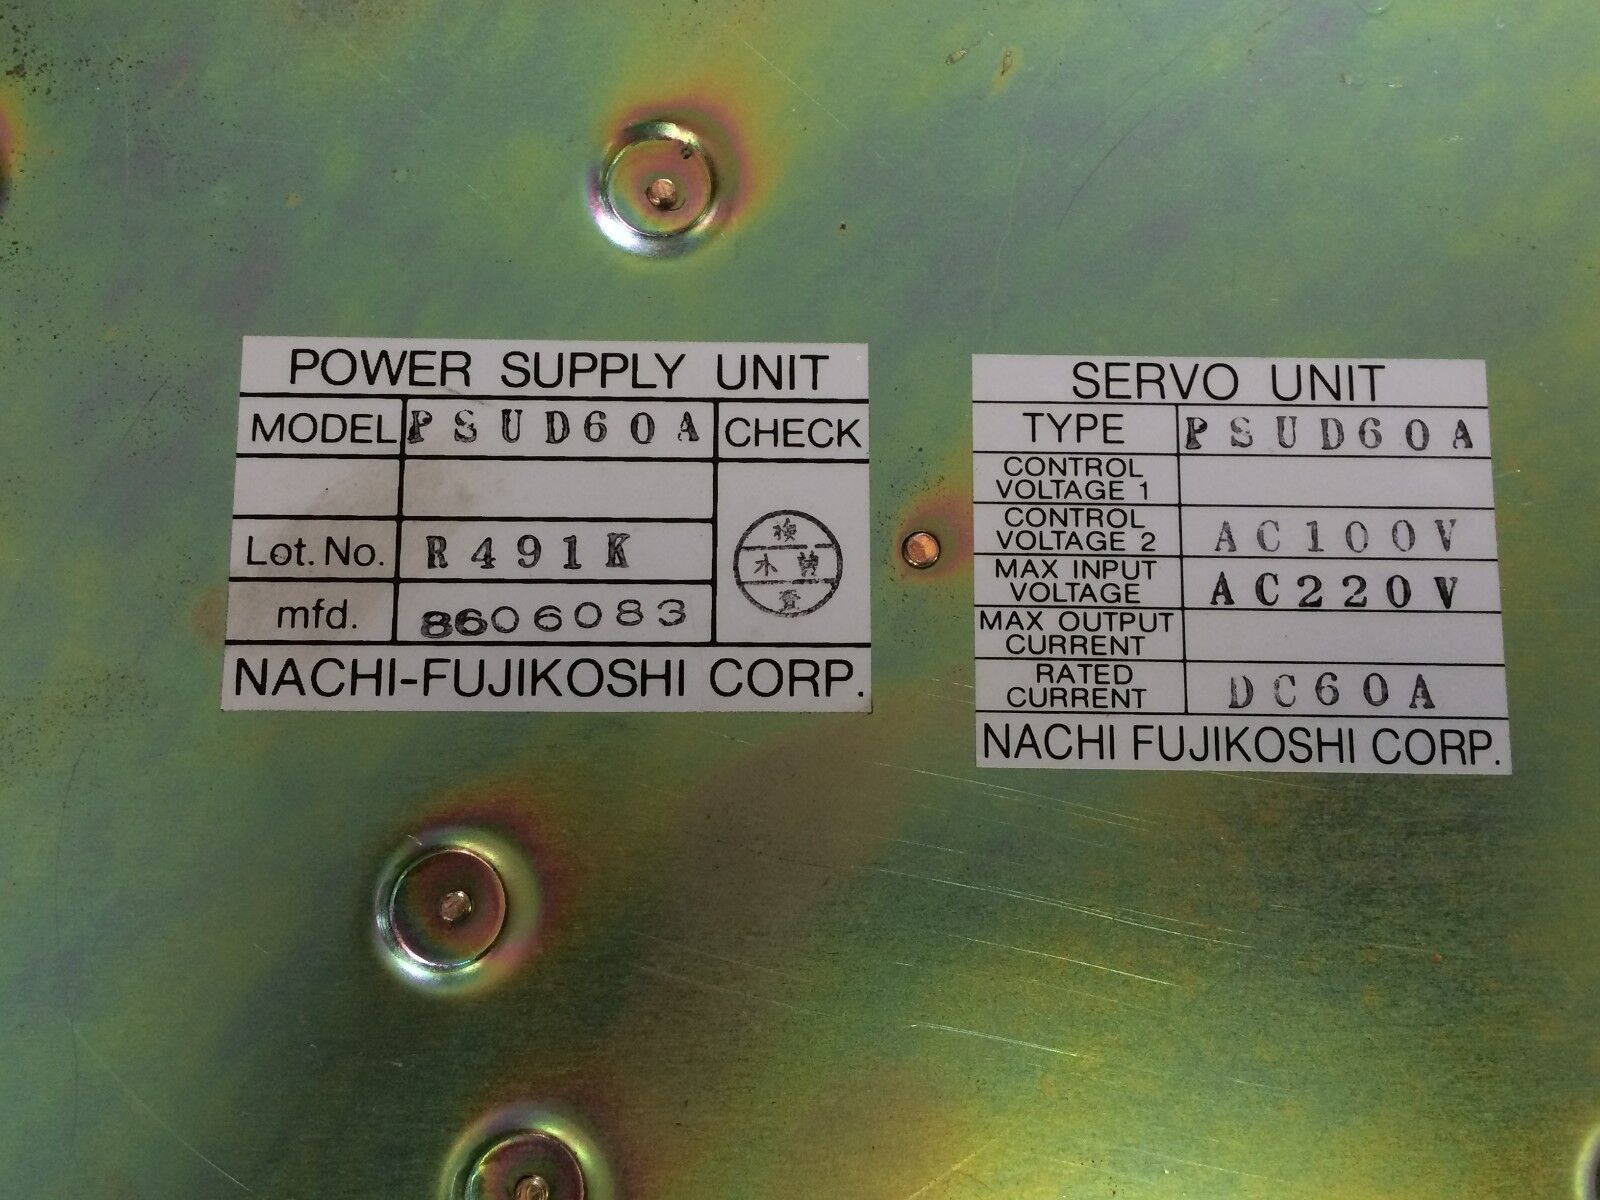 POWER SUPPLY UNIT
MODEL PSUD60A CHECK
Lot. No. R491K
mfd. 8606083
NACHI-FUJIKOSHI CORP.
SERVO UNIT
TYPE PSUD60A
CONTROL
VOLTAGE 1
CONTROL
VOLTAGE 2 AC100V
MAX INPUT
VOLTAGE AC220V
MAX OUTPUT
CURRENT
RATED
CURRENT DC60A
NACHI FUJIKOSHI CORP.